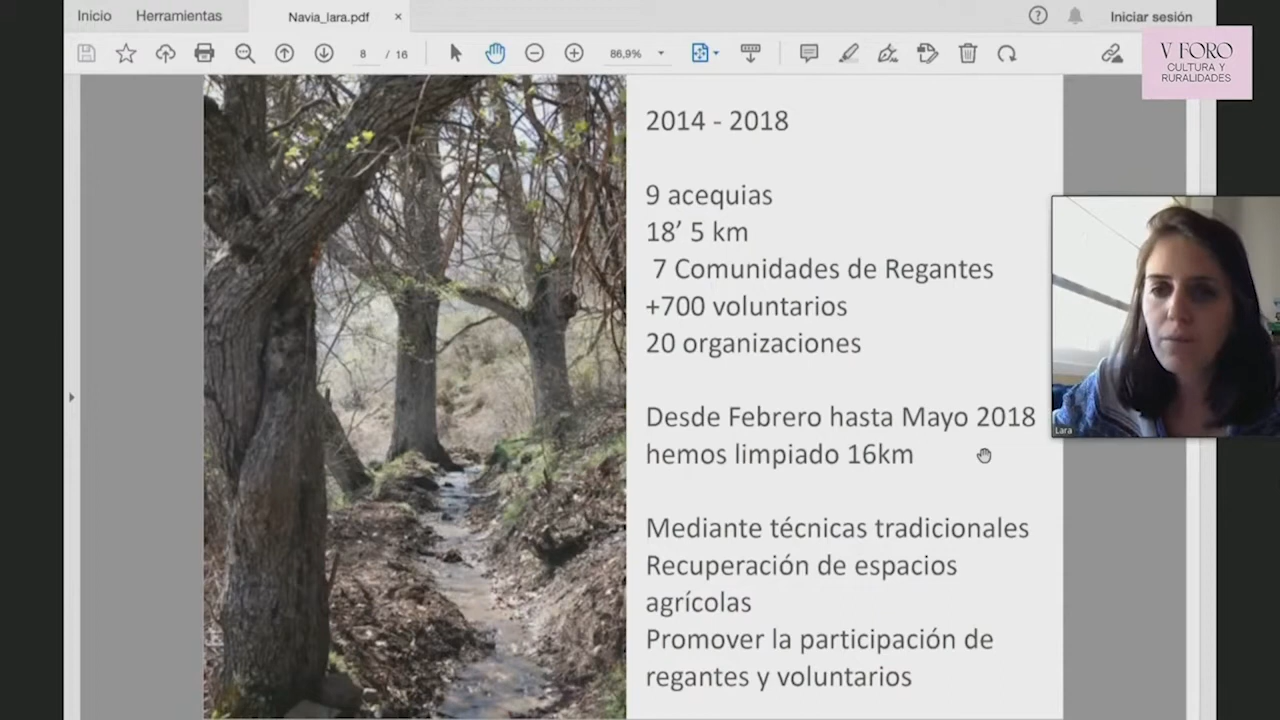 Inicio
Herramientas
Navia_lara.pdf
Iniciar sesión
8 / 16
86,9%
V FORO
CULTURA Y
RURALIDADES
2014 - 2018
9 acequias
18’ 5 km
7 Comunidades de Regantes
+700 voluntarios
20 organizaciones
Desde Febrero hasta Mayo 2018
hemos limpiado 16km
Mediante técnicas tradicionales
Recuperación de espacios
agrícolas
Promover la participación de
regantes y voluntarios
Lara